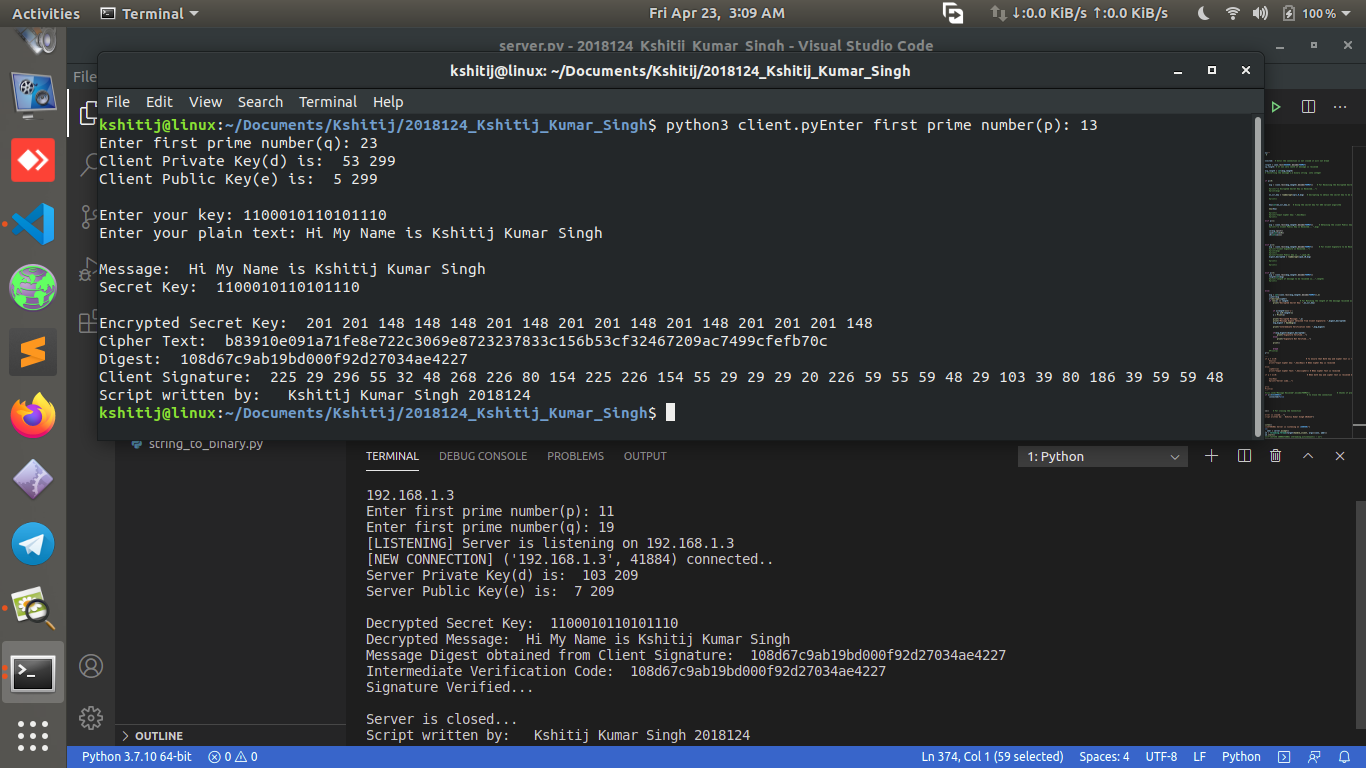 Activities Terminal Fri Apr 23, 3:09 AM ↓:0.0 KiB/s ↑:0.0 KiB/s 100 %
server.py - 2018124_Kshitij_Kumar_Singh - Visual Studio Code
File
kshitij@linux: ~/Documents/Kshitij/2018124_Kshitij_Kumar_Singh
File Edit View Search Terminal Help
kshitij@linux:~/Documents/Kshitij/2018124_Kshitij_Kumar_Singh$ python3 client.pyEnter first prime number(p): 13
Enter first prime number(q): 23
Client Private Key(d) is: 53 299
Client Public Key(e) is: 5 299
Enter your key: 1100010110101110
Enter your plain text: Hi My Name is Kshitij Kumar Singh
Message: Hi My Name is Kshitij Kumar Singh
Secret Key: 1100010110101110
Encrypted Secret Key: 201 201 148 148 148 201 148 201 201 148 201 148 201 201 201 148
Cipher Text: b83910e091a71fe8e722c3069e8723237833c156b53cf32467209ac7499cfefb70c
Digest: 108d67c9ab19bd000f92d27034ae4227
Client Signature: 225 29 296 55 32 48 268 226 80 154 225 226 154 55 29 29 29 20 226 59 55 59 48 29 103 39 80 186 39 59 59 48
Script written by: Kshitij Kumar Singh 2018124
kshitij@linux:~/Documents/Kshitij/2018124_Kshitij_Kumar_Singh$
string_to_binary.py
TERMINAL DEBUG CONSOLE PROBLEMS OUTPUT 1: Python
192.168.1.3
Enter first prime number(p): 11
Enter first prime number(q): 19
[LISTENING] Server is listening on 192.168.1.3
[NEW CONNECTION] ('192.168.1.3', 41884) connected..
Server Private Key(d) is: 103 209
Server Public Key(e) is: 7 209
Decrypted Secret Key: 1100010110101110
Decrypted Message: Hi My Name is Kshitij Kumar Singh
Message Digest obtained from Client Signature: 108d67c9ab19bd000f92d27034ae4227
Intermediate Verification Code: 108d67c9ab19bd000f92d27034ae4227
Signature Verified...
Server is closed...
Script written by: Kshitij Kumar Singh 2018124
OUTLINE
Python 3.7.10 64-bit 0 0 Ln 374, Col 1 (59 selected) Spaces: 4 UTF-8 LF Python